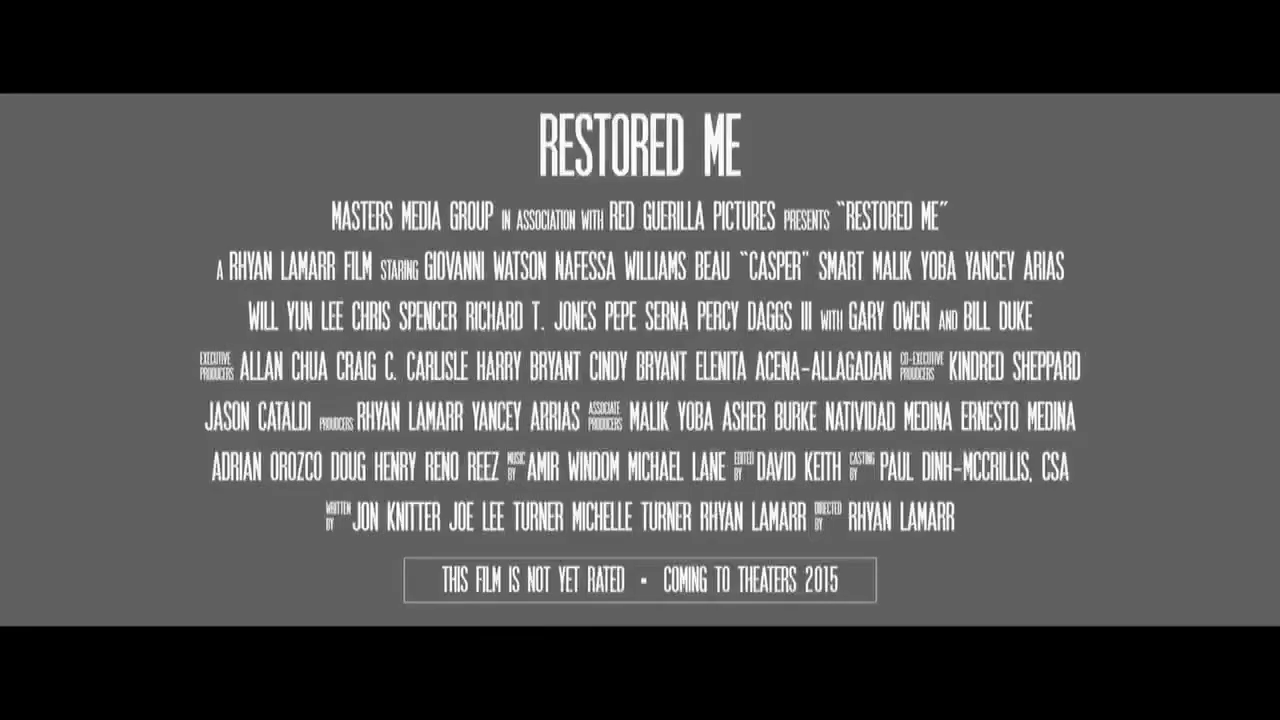 RESTORED ME
MASTERS MEDIA GROUP IN ASSOCIATION WITH RED GUERILLA PICTURES PRESENTS "RESTORED ME"
A RHYAN LAMARR FILM STARING GIOVANNI WATSON NAFESSA WILLIAMS BEAU "CASPER" SMART MALIK YOBA YANCEY ARIAS
WILL YUN LEE CHRIS SPENCER RICHARD T. JONES PEPE SERNA PERCY DAGGS III WITH GARY OWEN AND BILL DUKE
EXECUTIVE PRODUCERS ALLAN CHUA CRAIG C. CARLISLE HARRY BRYANT CINDY BRYANT ELENITA ACENA-ALLAGADAN CO-EXECUTIVE PRODUCERS KINDRED SHEPPARD
JASON CATALDI PRODUCERS RHYAN LAMARR YANCEY ARRIAS ASSOCIATE PRODUCERS MALIK YOBA ASHER BURKE NATIVIDAD MEDINA ERNESTO MEDINA
ADRIAN OROZCO DOUG HENRY RENO REEZ MUSIC BY AMIR WINDOM MICHAEL LANE EDITED BY DAVID KEITH CASTING BY PAUL DINH-MCCRILLIS, CSA
WRITTEN BY JON KNITTER JOE LEE TURNER MICHELLE TURNER RHYAN LAMARR DIRECTED BY RHYAN LAMARR
THIS FILM IS NOT YET RATED • COMING TO THEATERS 2015